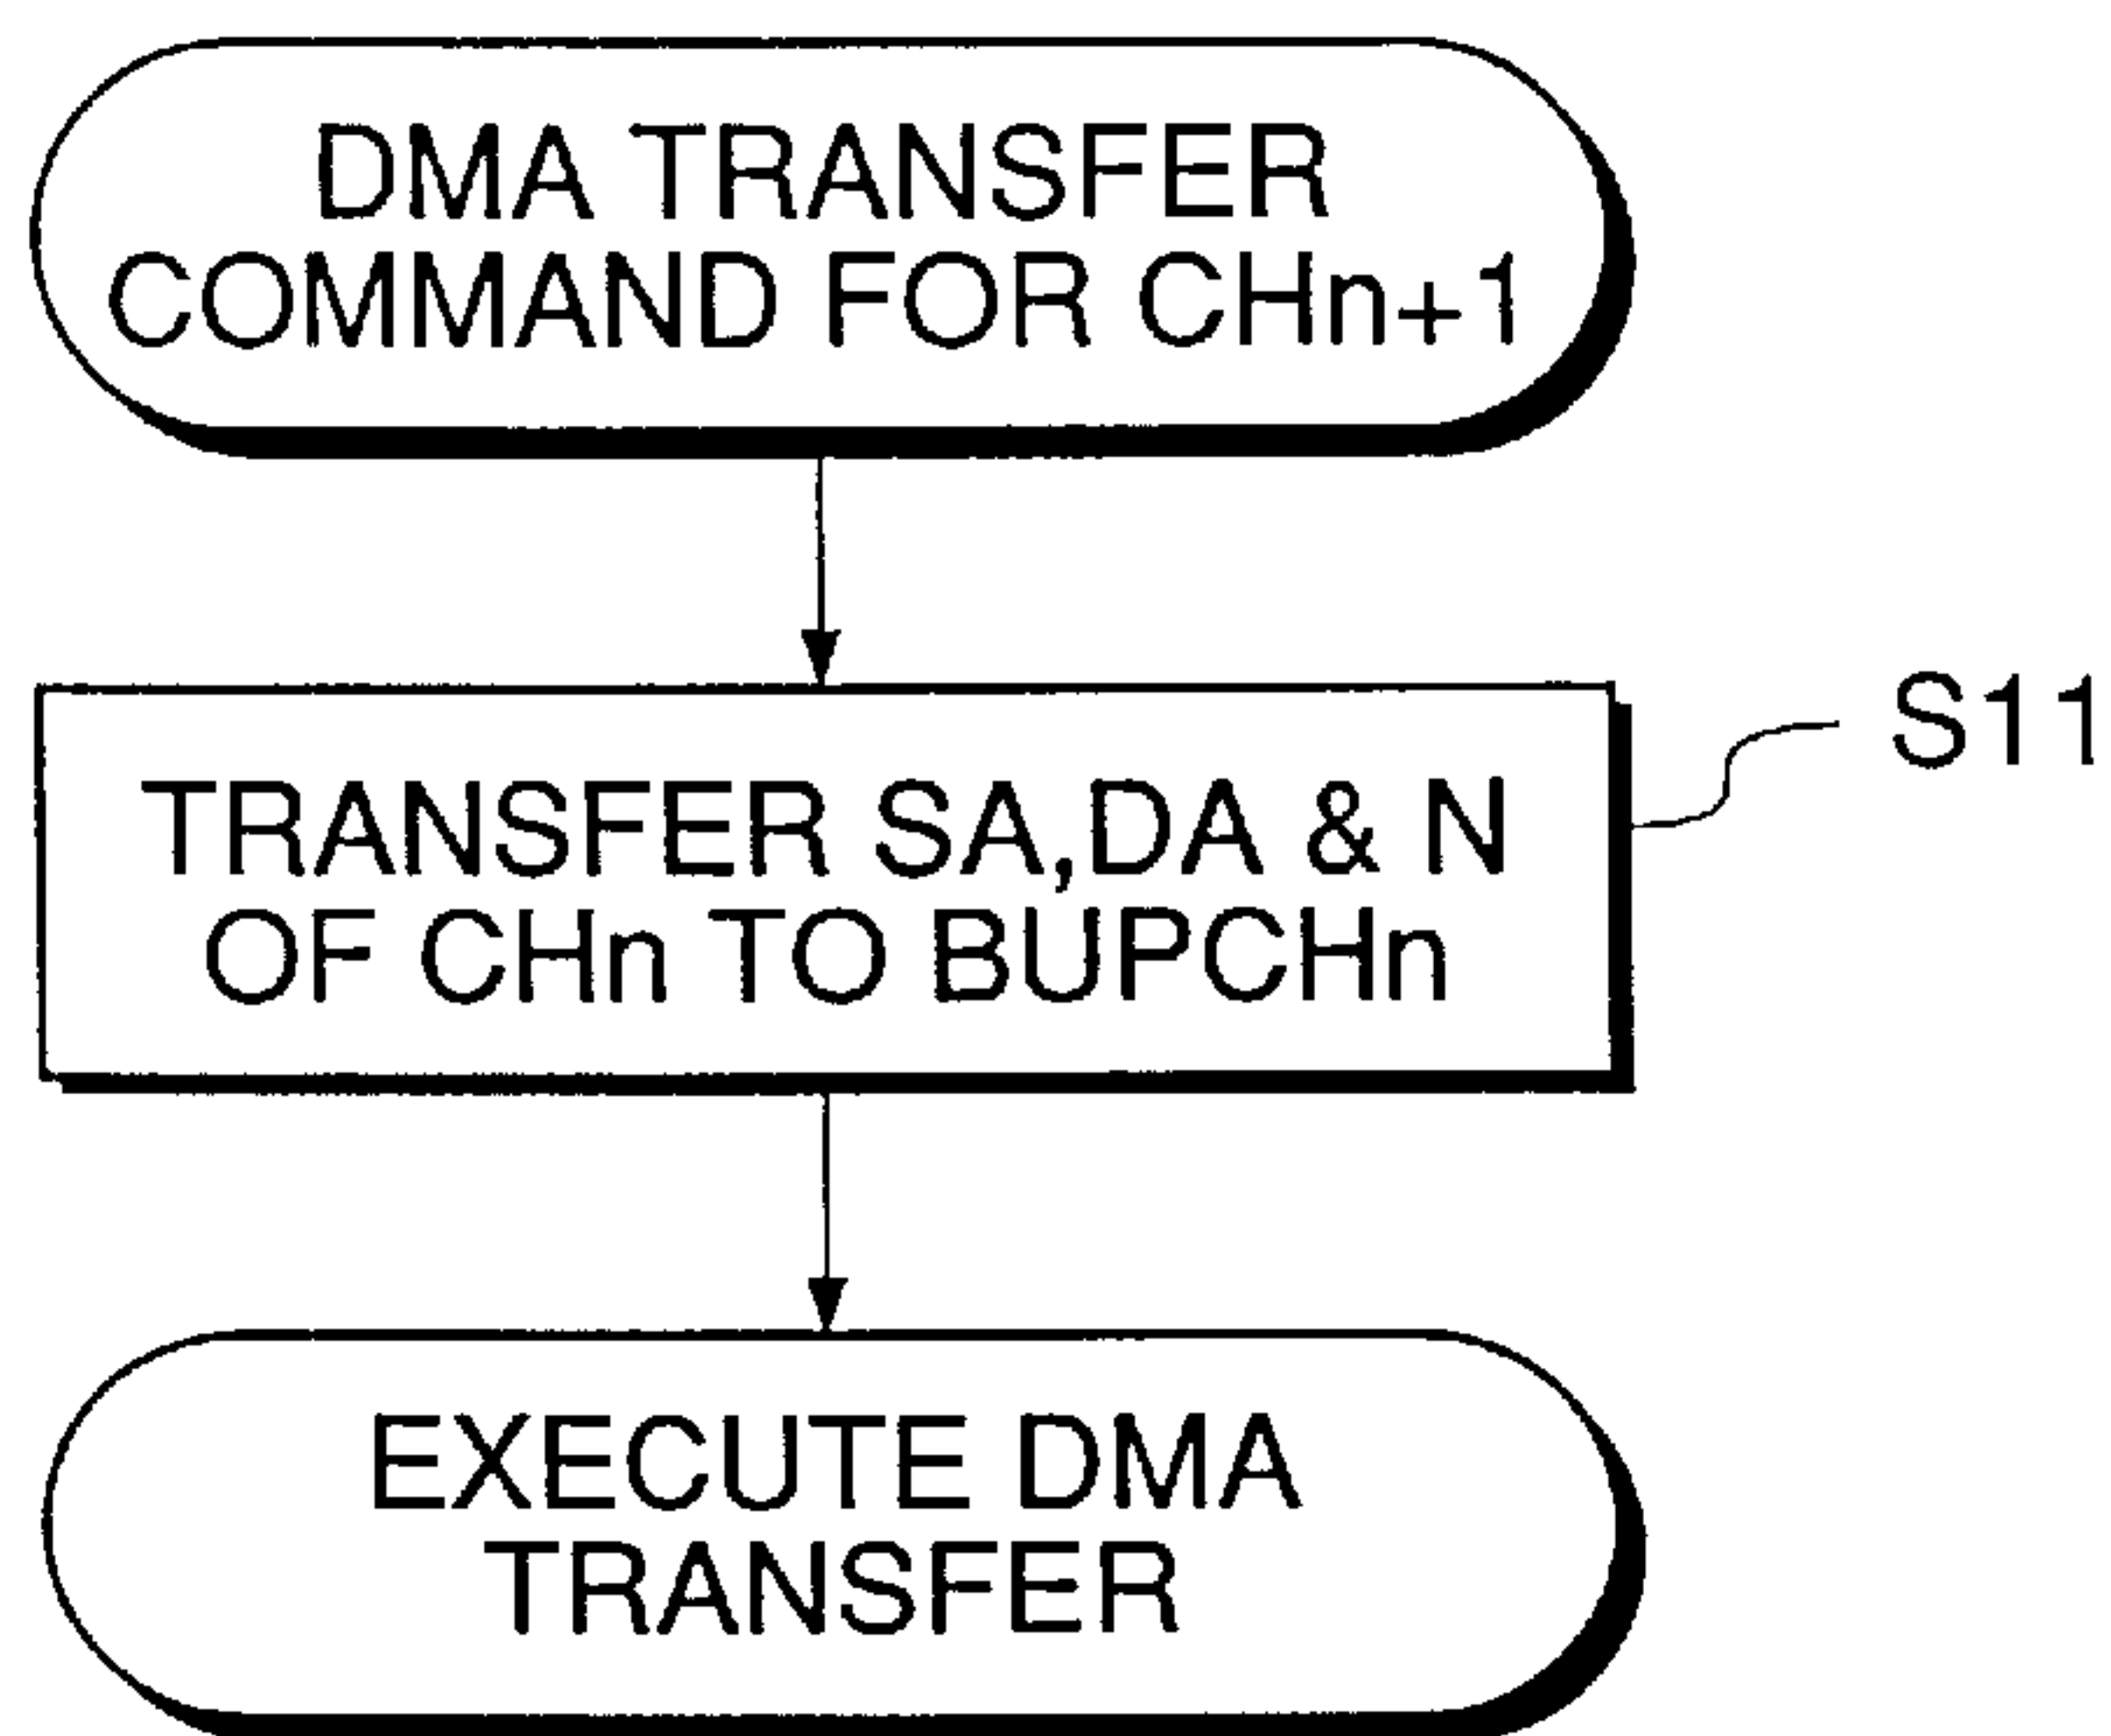 DMA TRANSFER
COMMAND FOR CHn+1
TRANSFER SA,DA & N
OF CHn TO BUPCHn
S11
EXECUTE DMA
TRANSFER